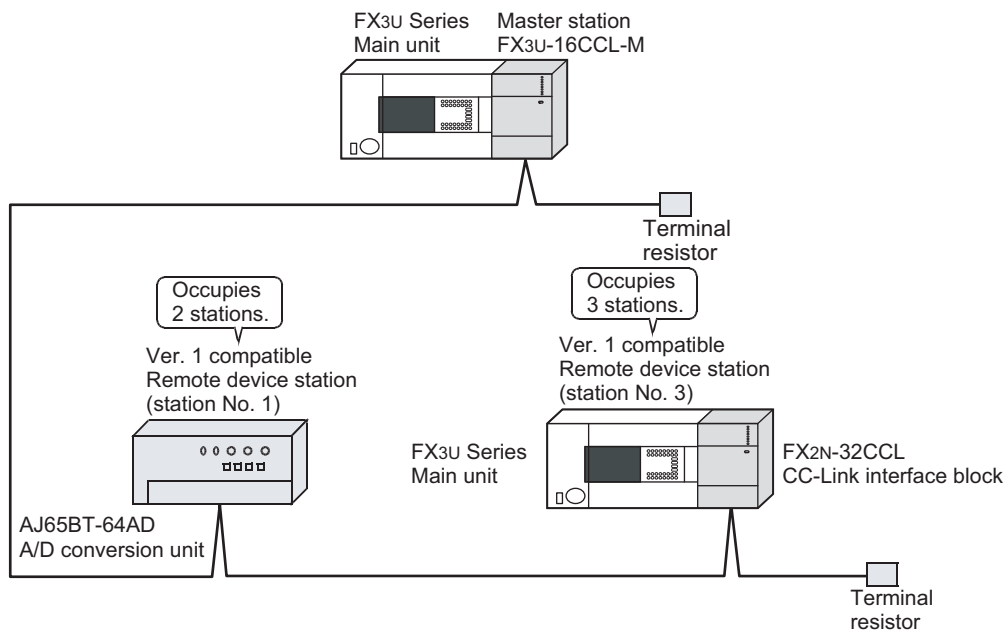 FX3U Series
Main unit
Master station
FX3U-16CCL-M
Terminal
resistor
Occupies
2 stations.
Ver. 1 compatible
Remote device station
(station No. 1)
AJ65BT-64AD
A/D conversion unit
Occupies
3 stations.
Ver. 1 compatible
Remote device station
(station No. 3)
FX3U Series
Main unit
FX2N-32CCL
CC-Link interface block
Terminal
resistor